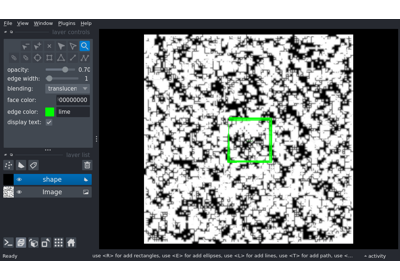 File View Window Plugins Help
layer controls
opacity: 0.70
edge width: 1
blending: translucen
face color: 00000000
edge color: lime
display text:
layer list
shape
Image
Ready
use <R> for add rectangles, use <E> for add ellipses, use <L> for add lines, use <T> for add path, use <...
activity